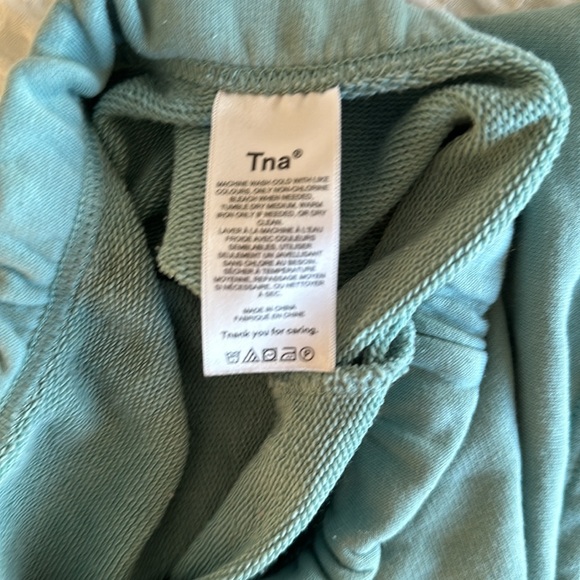 Tna®
MACHINE WASH COLD WITH LIKE
COLOURS, ONLY NON-CHLORINE
BLEACH WHEN NEEDED,
TUMBLE DRY MEDIUM, WARM
IRON ONLY IF NEEDED, OR DRY
CLEAN.
LAVER À LA MACHINE À L'EAU
FROIDE AVEC COULEURS
SEMBLABLES, UTILISER
SEULEMENT UN JAVELLISANT
SANS CHLORE AU BESOIN,
SÉCHER À TEMPÉRATURE
MOYENNE, REPASSAGE MOYEN
SI NÉCESSAIRE, OU NETTOYER
À SEC.
MADE IN CHINA
FABRIQUÉ EN CHINE
Thank you for caring.